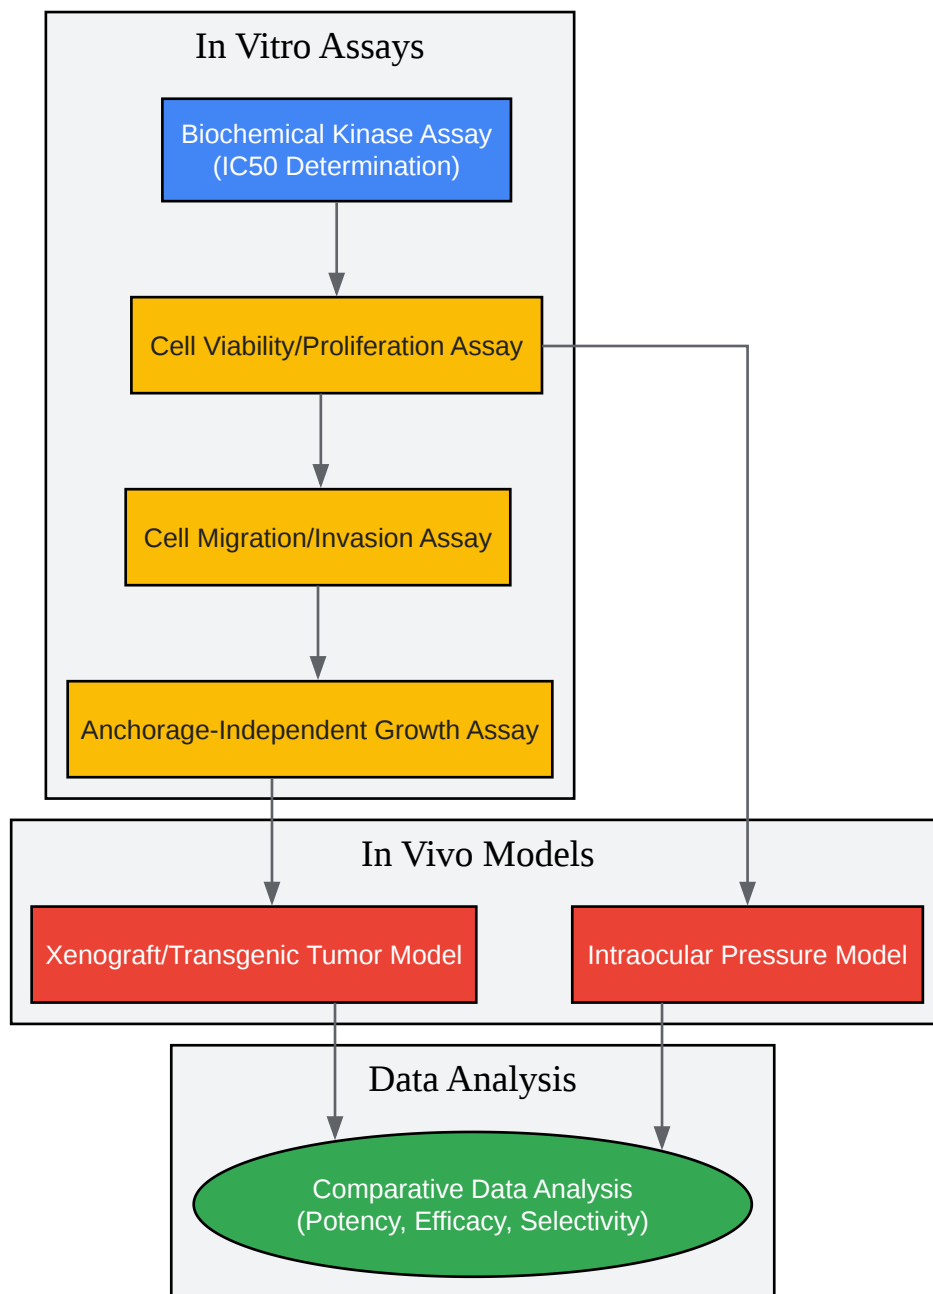 In Vitro Assays
Biochemical Kinase Assay
(IC50 Determination)
Cell Viability/Proliferation Assay
Cell Migration/Invasion Assay
Anchorage-Independent Growth Assay
In Vivo Models
Xenograft/Transgenic Tumor Model
Intraocular Pressure Model
Data Analysis
Comparative Data Analysis
(Potency, Efficacy, Selectivity)